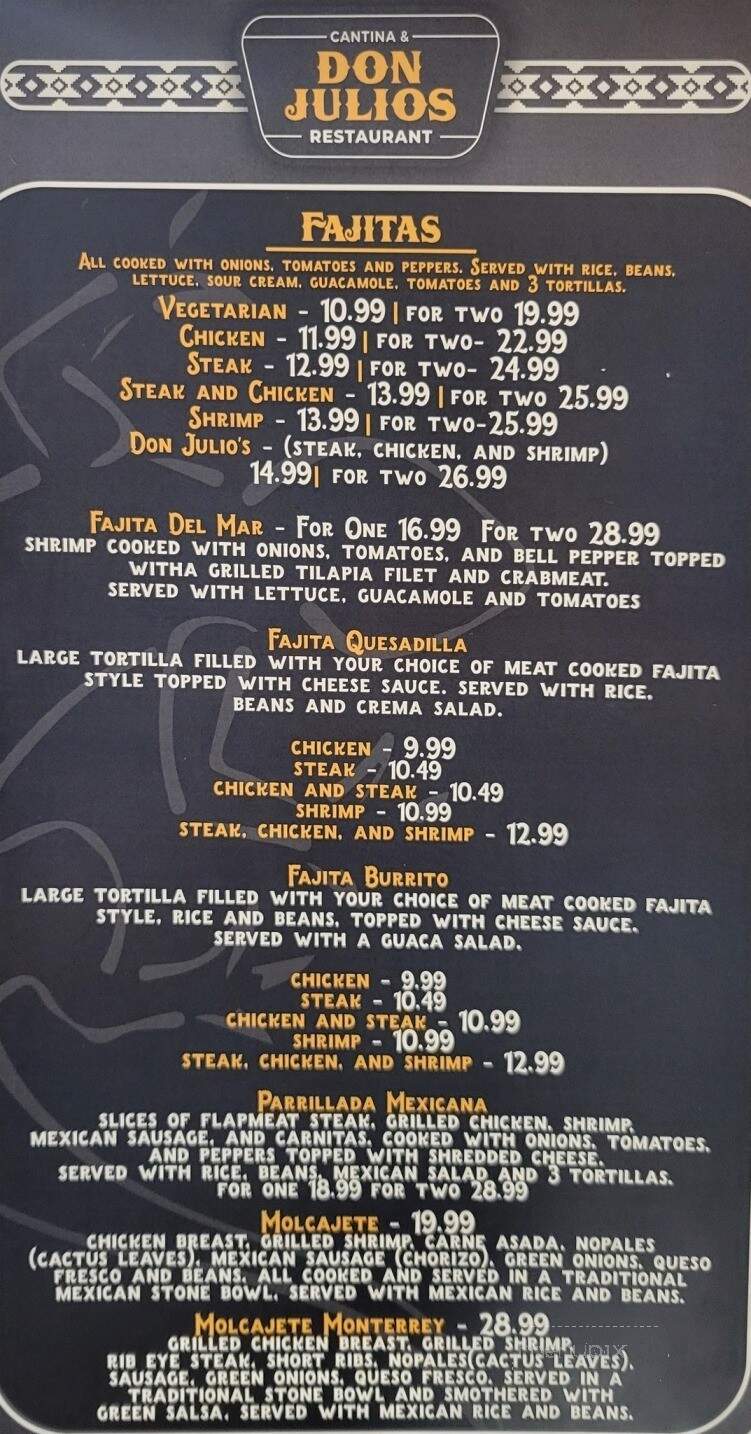 CANTINA &
DON
JULIOS
RESTAURANT
FAJITAS
ALL COOKED WITH ONIONS, TOMATOES AND PEPPERS. SERVED WITH RICE, BEANS,
LETTUCE, SOUR CREAM, GUACAMOLE, TOMATOES AND 3 TORTILLAS.
VEGETARIAN - 10.99 | FOR TWO 19.99
CHICKEN - 11.99 | FOR TWO- 22.99
STEAK - 12.99 | FOR TWO- 24.99
STEAK AND CHICKEN - 13.99 | FOR TWO 25.99
SHRIMP - 13.99 | FOR TWO-25.99
DON JULIO'S - (STEAK, CHICKEN, AND SHRIMP)
14.99| FOR TWO 26.99
FAJITA DEL MAR - FOR ONE 16.99 FOR TWO 28.99
SHRIMP COOKED WITH ONIONS, TOMATOES, AND BELL PEPPER TOPPED
WITHA GRILLED TILAPIA FILET AND CRABMEAT.
SERVED WITH LETTUCE, GUACAMOLE AND TOMATOES
FAJITA QUESADILLA
LARGE TORTILLA FILLED WITH YOUR CHOICE OF MEAT COOKED FAJITA
STYLE TOPPED WITH CHEESE SAUCE. SERVED WITH RICE,
BEANS AND CREMA SALAD.
CHICKEN - 9.99
STEAK - 10.49
CHICKEN AND STEAK - 10.49
SHRIMP - 10.99
STEAK, CHICKEN, AND SHRIMP - 12.99
FAJITA BURRITO
LARGE TORTILLA FILLED WITH YOUR CHOICE OF MEAT COOKED FAJITA
STYLE, RICE AND BEANS, TOPPED WITH CHEESE SAUCE.
SERVED WITH A GUACA SALAD.
CHICKEN - 9.99
STEAK - 10.49
CHICKEN AND STEAK - 10.99
SHRIMP - 10.99
STEAK, CHICKEN, AND SHRIMP - 12.99
PARRILLADA MEXICANA
SLICES OF FLAPMEAT STEAK, GRILLED CHICKEN, SHRIMP,
MEXICAN SAUSAGE, AND CARNITAS, COOKED WITH ONIONS, TOMATOES,
AND PEPPERS TOPPED WITH SHREDDED CHEESE.
SERVED WITH RICE, BEANS, MEXICAN SALAD AND 3 TORTILLAS.
FOR ONE 18.99 FOR TWO 28.99
MOLCAJETE - 19.99
CHICKEN BREAST, GRILLED SHRIMP, CARNE ASADA, NOPALES
(CACTUS LEAVES), MEXICAN SAUSAGE (CHORIZO), GREEN ONIONS, QUESO
FRESCO AND BEANS. ALL COOKED AND SERVED IN A TRADITIONAL
MEXICAN STONE BOWL, SERVED WITH MEXICAN RICE AND BEANS.
MOLCAJETE MONTERREY - 28.99
GRILLED CHICKEN BREAST, GRILLED SHRIMP,
RIB EYE STEAK, SHORT RIBS, NOPALES(CACTUS LEAVES),
SAUSAGE, GREEN ONIONS, QUESO FRESCO, SERVED IN A
TRADITIONAL STONE BOWL AND SMOTHERED WITH
GREEN SALSA, SERVED WITH MEXICAN RICE AND BEANS.